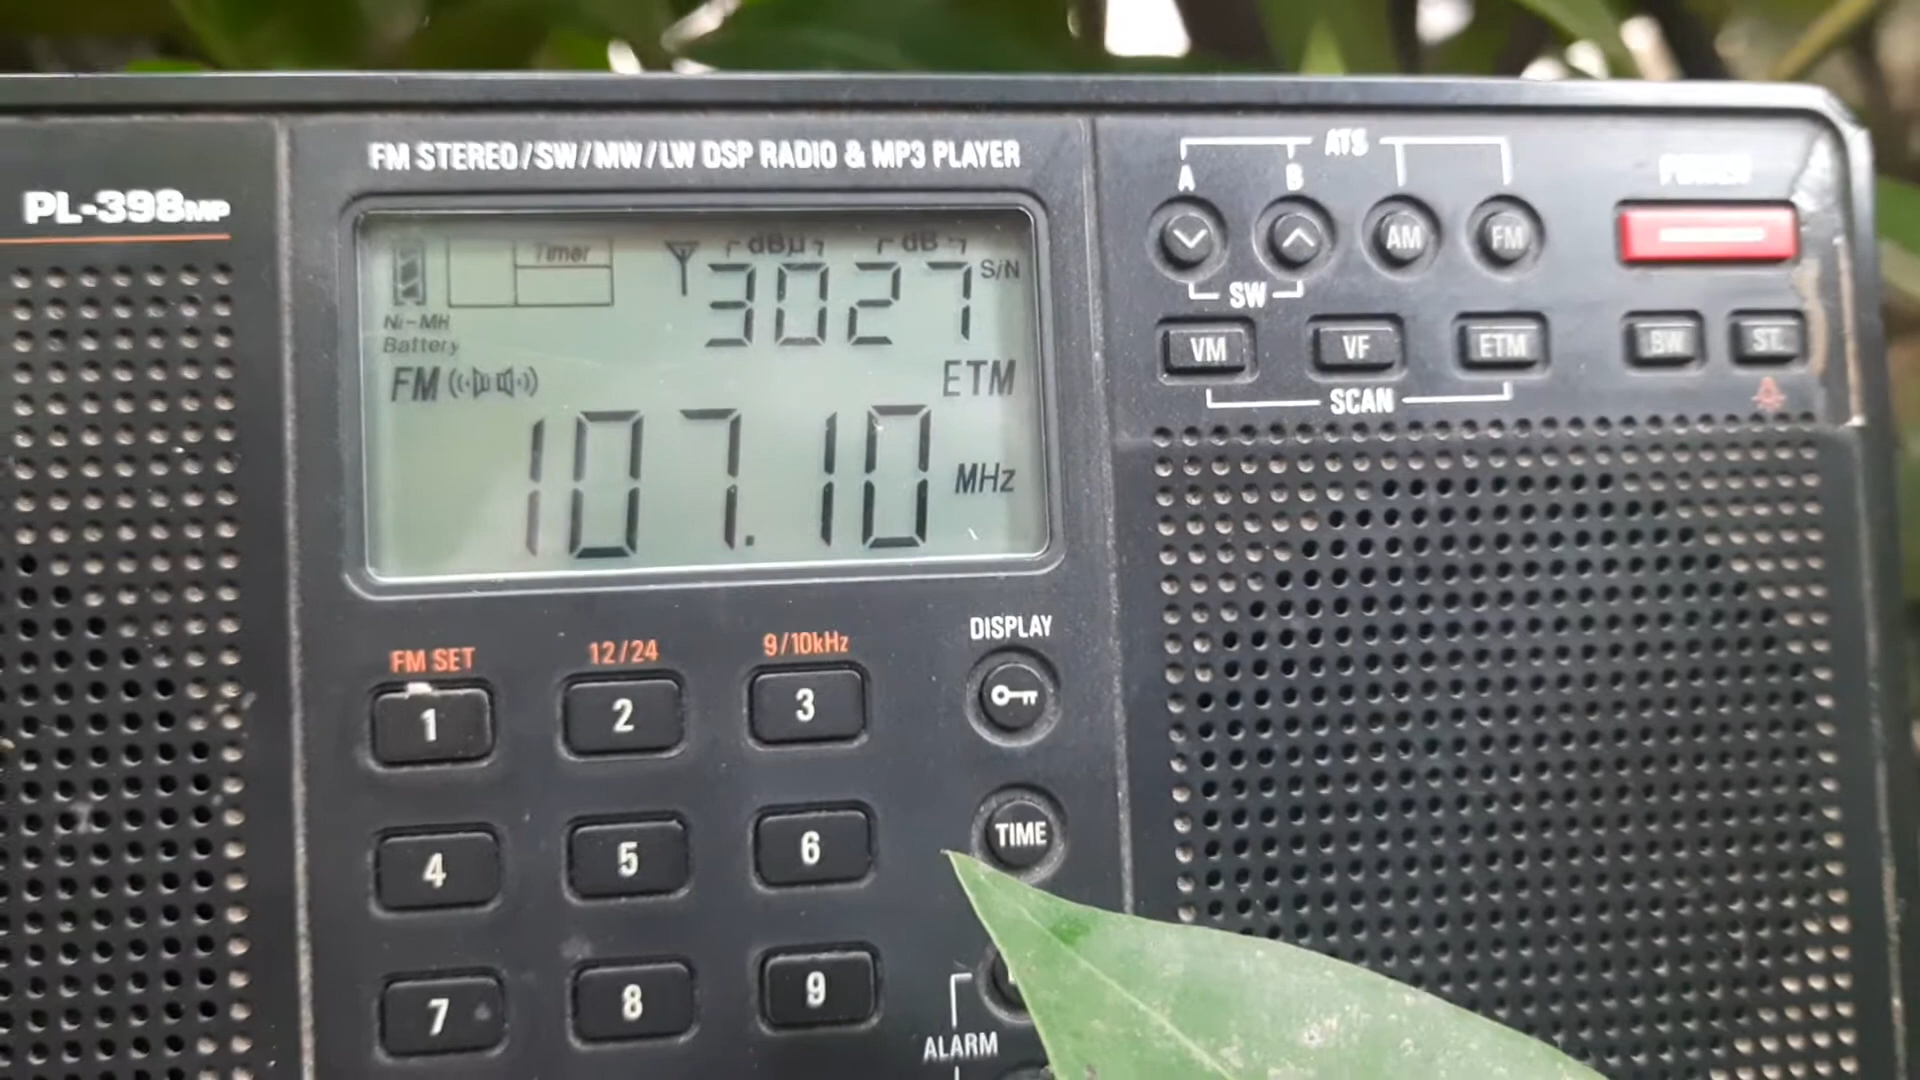 PL-398MP
FM STEREO/SW/MW/LW DSP RADIO & MP3 PLAYER
Timer
dBµ dB
3027 S/N
Ni-MH
Battery
FM ETM
107.10 MHz
ATS
A B AM FM
SW
POWER
VM VF ETM BW ST.
SCAN
FM SET 12/24 9/10kHz DISPLAY
1 2 3
4 5 6 TIME
7 8 9
ALARM